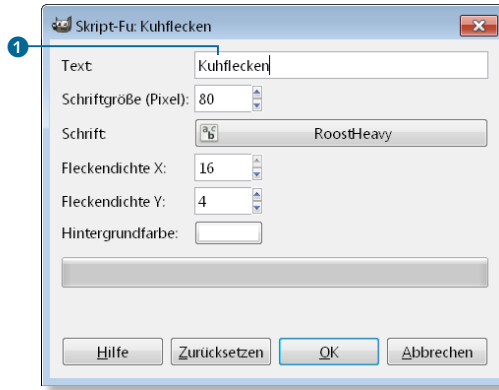 Skript-Fu: Kuhflecken
1
Text: Kuhflecken
Schriftgröße (Pixel): 80
Schrift: abc RoostHeavy
Fleckendichte X: 16
Fleckendichte Y: 4
Hintergrundfarbe:
Hilfe Zurücksetzen OK Abbrechen